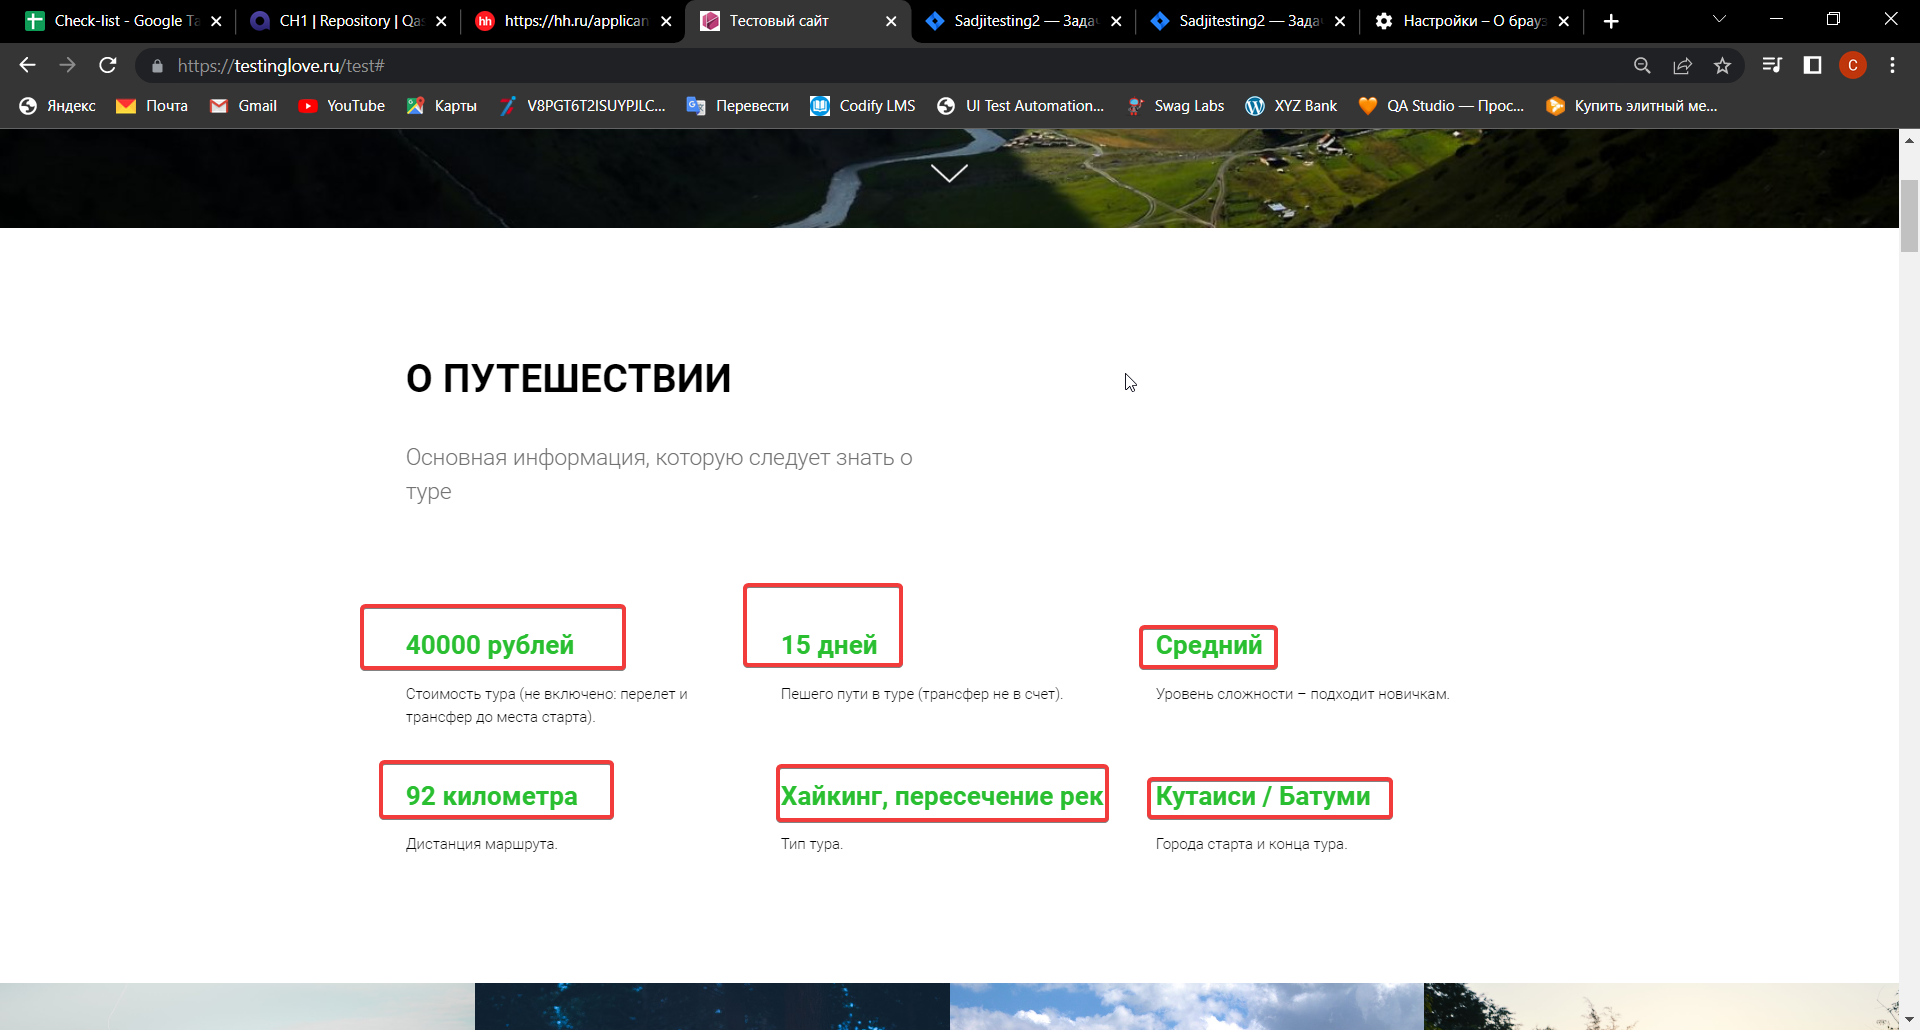 Check-list - Google Ta
CH1 | Repository | Qas
https://hh.ru/applican
Тестовый сайт
Sadjitesting2 — Зада
Sadjitesting2 — Зада
Настройки – О брауз
https://testinglove.ru/test#
С
Яндекс
Почта
Gmail
YouTube
Карты
V8PGT6T2ISUYPJLC...
Перевести
Codify LMS
UI Test Automation...
Swag Labs
XYZ Bank
QA Studio — Прос...
Купить элитный ме...
О ПУТЕШЕСТВИИ
Основная информация, которую следует знать о
туре
40000 рублей
Стоимость тура (не включено: перелет и
трансфер до места старта).
15 дней
Пешего пути в туре (трансфер не в счет).
Средний
Уровень сложности – подходит новичкам.
92 километра
Дистанция маршрута.
Хайкинг, пересечение рек
Тип тура.
Кутаиси / Батуми
Города старта и конца тура.